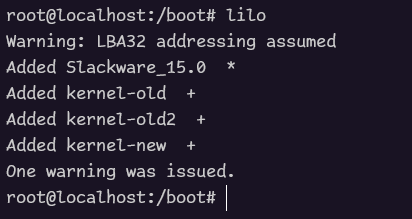 root@localhost:/boot# lilo
Warning: LBA32 addressing assumed
Added Slackware_15.0  *
Added kernel-old  +
Added kernel-old2  +
Added kernel-new  +
One warning was issued.
root@localhost:/boot#